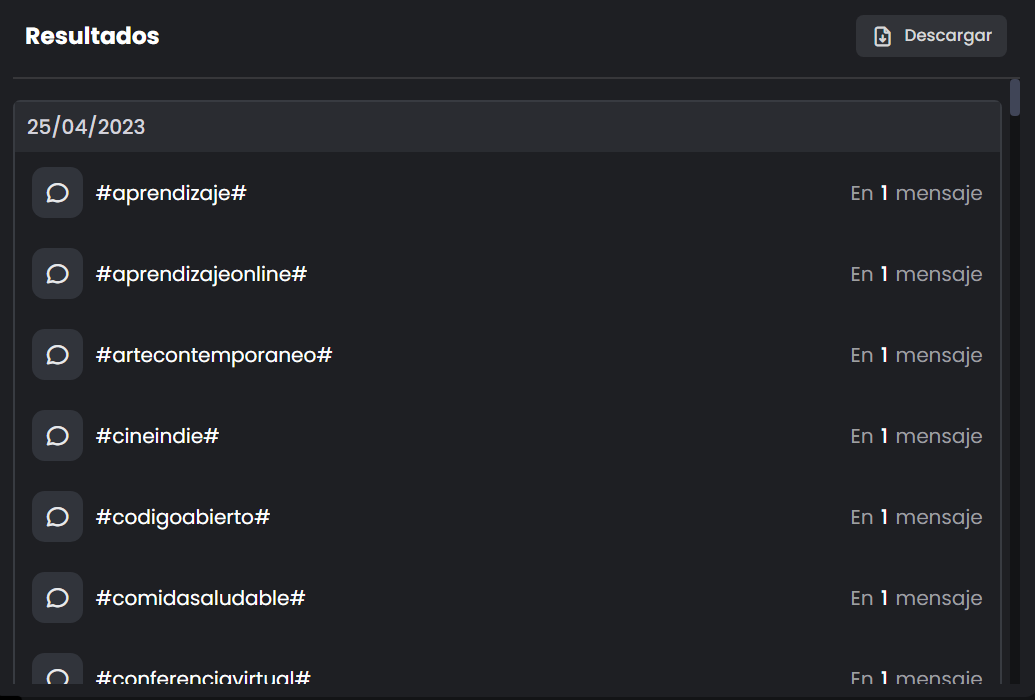 Resultados
Descargar
25/04/2023
#aprendizaje# En 1 mensaje
#aprendizajeonline# En 1 mensaje
#artecontemporaneo# En 1 mensaje
#cineindie# En 1 mensaje
#codigoabierto# En 1 mensaje
#comidasaludable# En 1 mensaje
#conferenciavirtual# En 1 mensaje